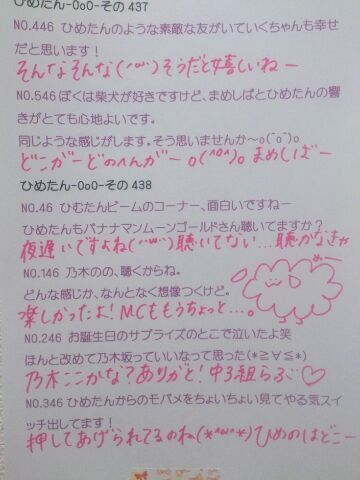 ひめたん-OoO-その437
NO.446 ひめたんのような素敵な友がいていくちゃんも幸せ
だと思います！
そんなそんな(''ω'')そうだと嬉しいねー
NO.546 ぼくは柴犬が好きですけど、まめしばとひめたんの響
きがとても心地よいです。
同じような感じがします。そう思いませんか〜o(^o^)o
どこがーどのへんがー o(^o^)o まめしばー
ひめたん-OoO-その438
NO.46 ひむたんビームのコーナー、面白いですねー
ひめたんもバナナマンムーンゴールドさん聴いてますか？
夜遅いですよね(''ω'')聴いてない…聴かなきゃ
NO.146 乃木のの、聴くからね。
どんな感じか、なんとなく想像つくけど。
楽しかったよ！MCももうちょっと…。
NO.246 お誕生日のサプライズのとこで泣いたよ笑
ほんと改めて乃木坂っていいなって思った(*≧∀≦*)
乃木ここかな？ありがと！中3組らぶ♡
NO.346 ひめたんからのモバメをちょいちょい見てやる気スイ
ッチ出してます！
押してあげられてるのね(*^ω^*)ひめのはどこー